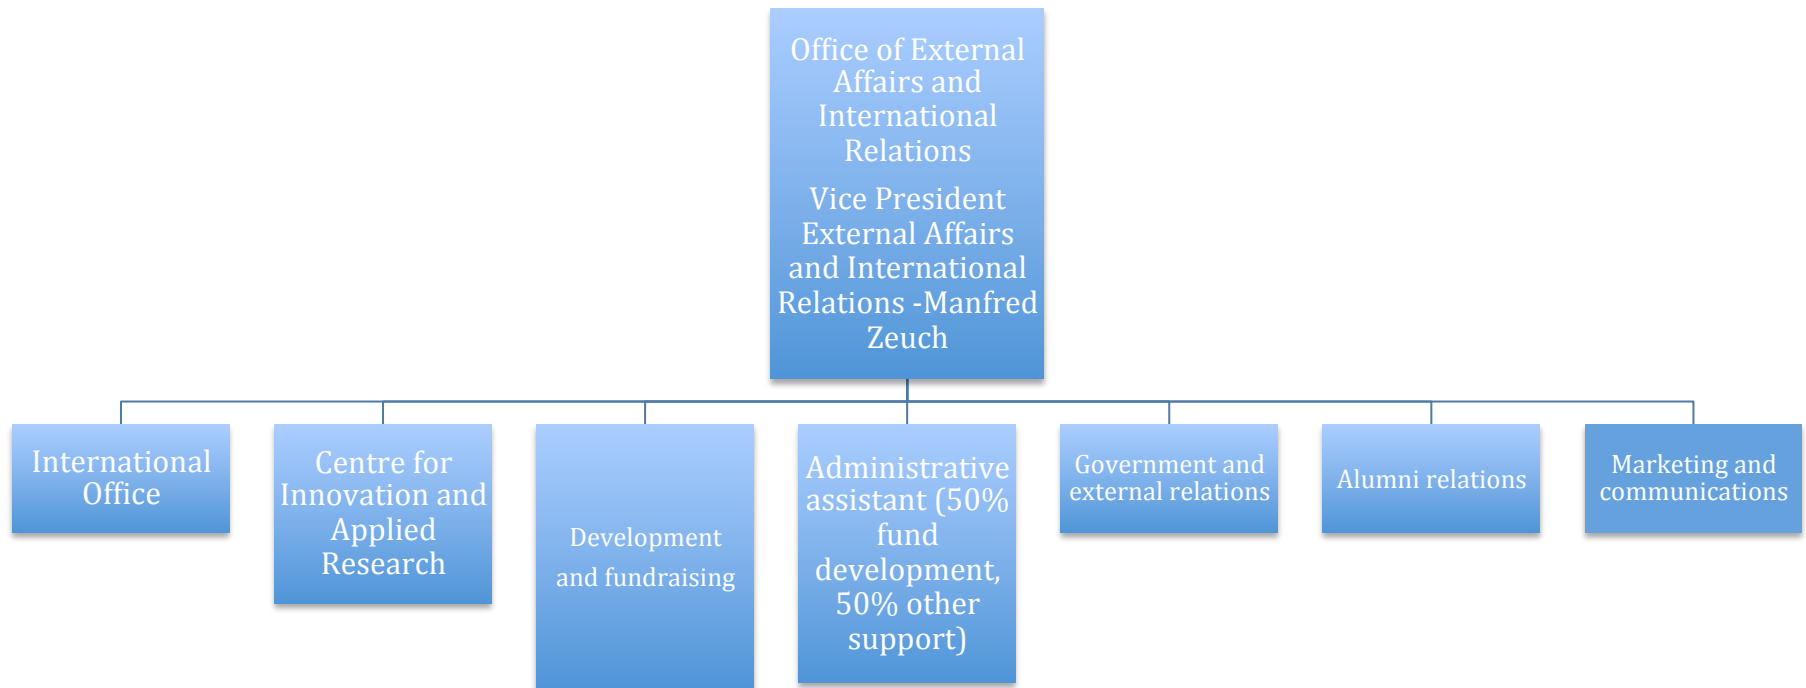 Office of External
Affairs and
International
Relations
Vice President
External Affairs
and International
Relations -Manfred
Zeuch
International
Office
Centre for
Innovation and
Applied
Research
Development
and fundraising
Administrative
assistant (50%
fund
development,
50% other
support)
Government and
external relations
Alumni relations
Marketing and
communications